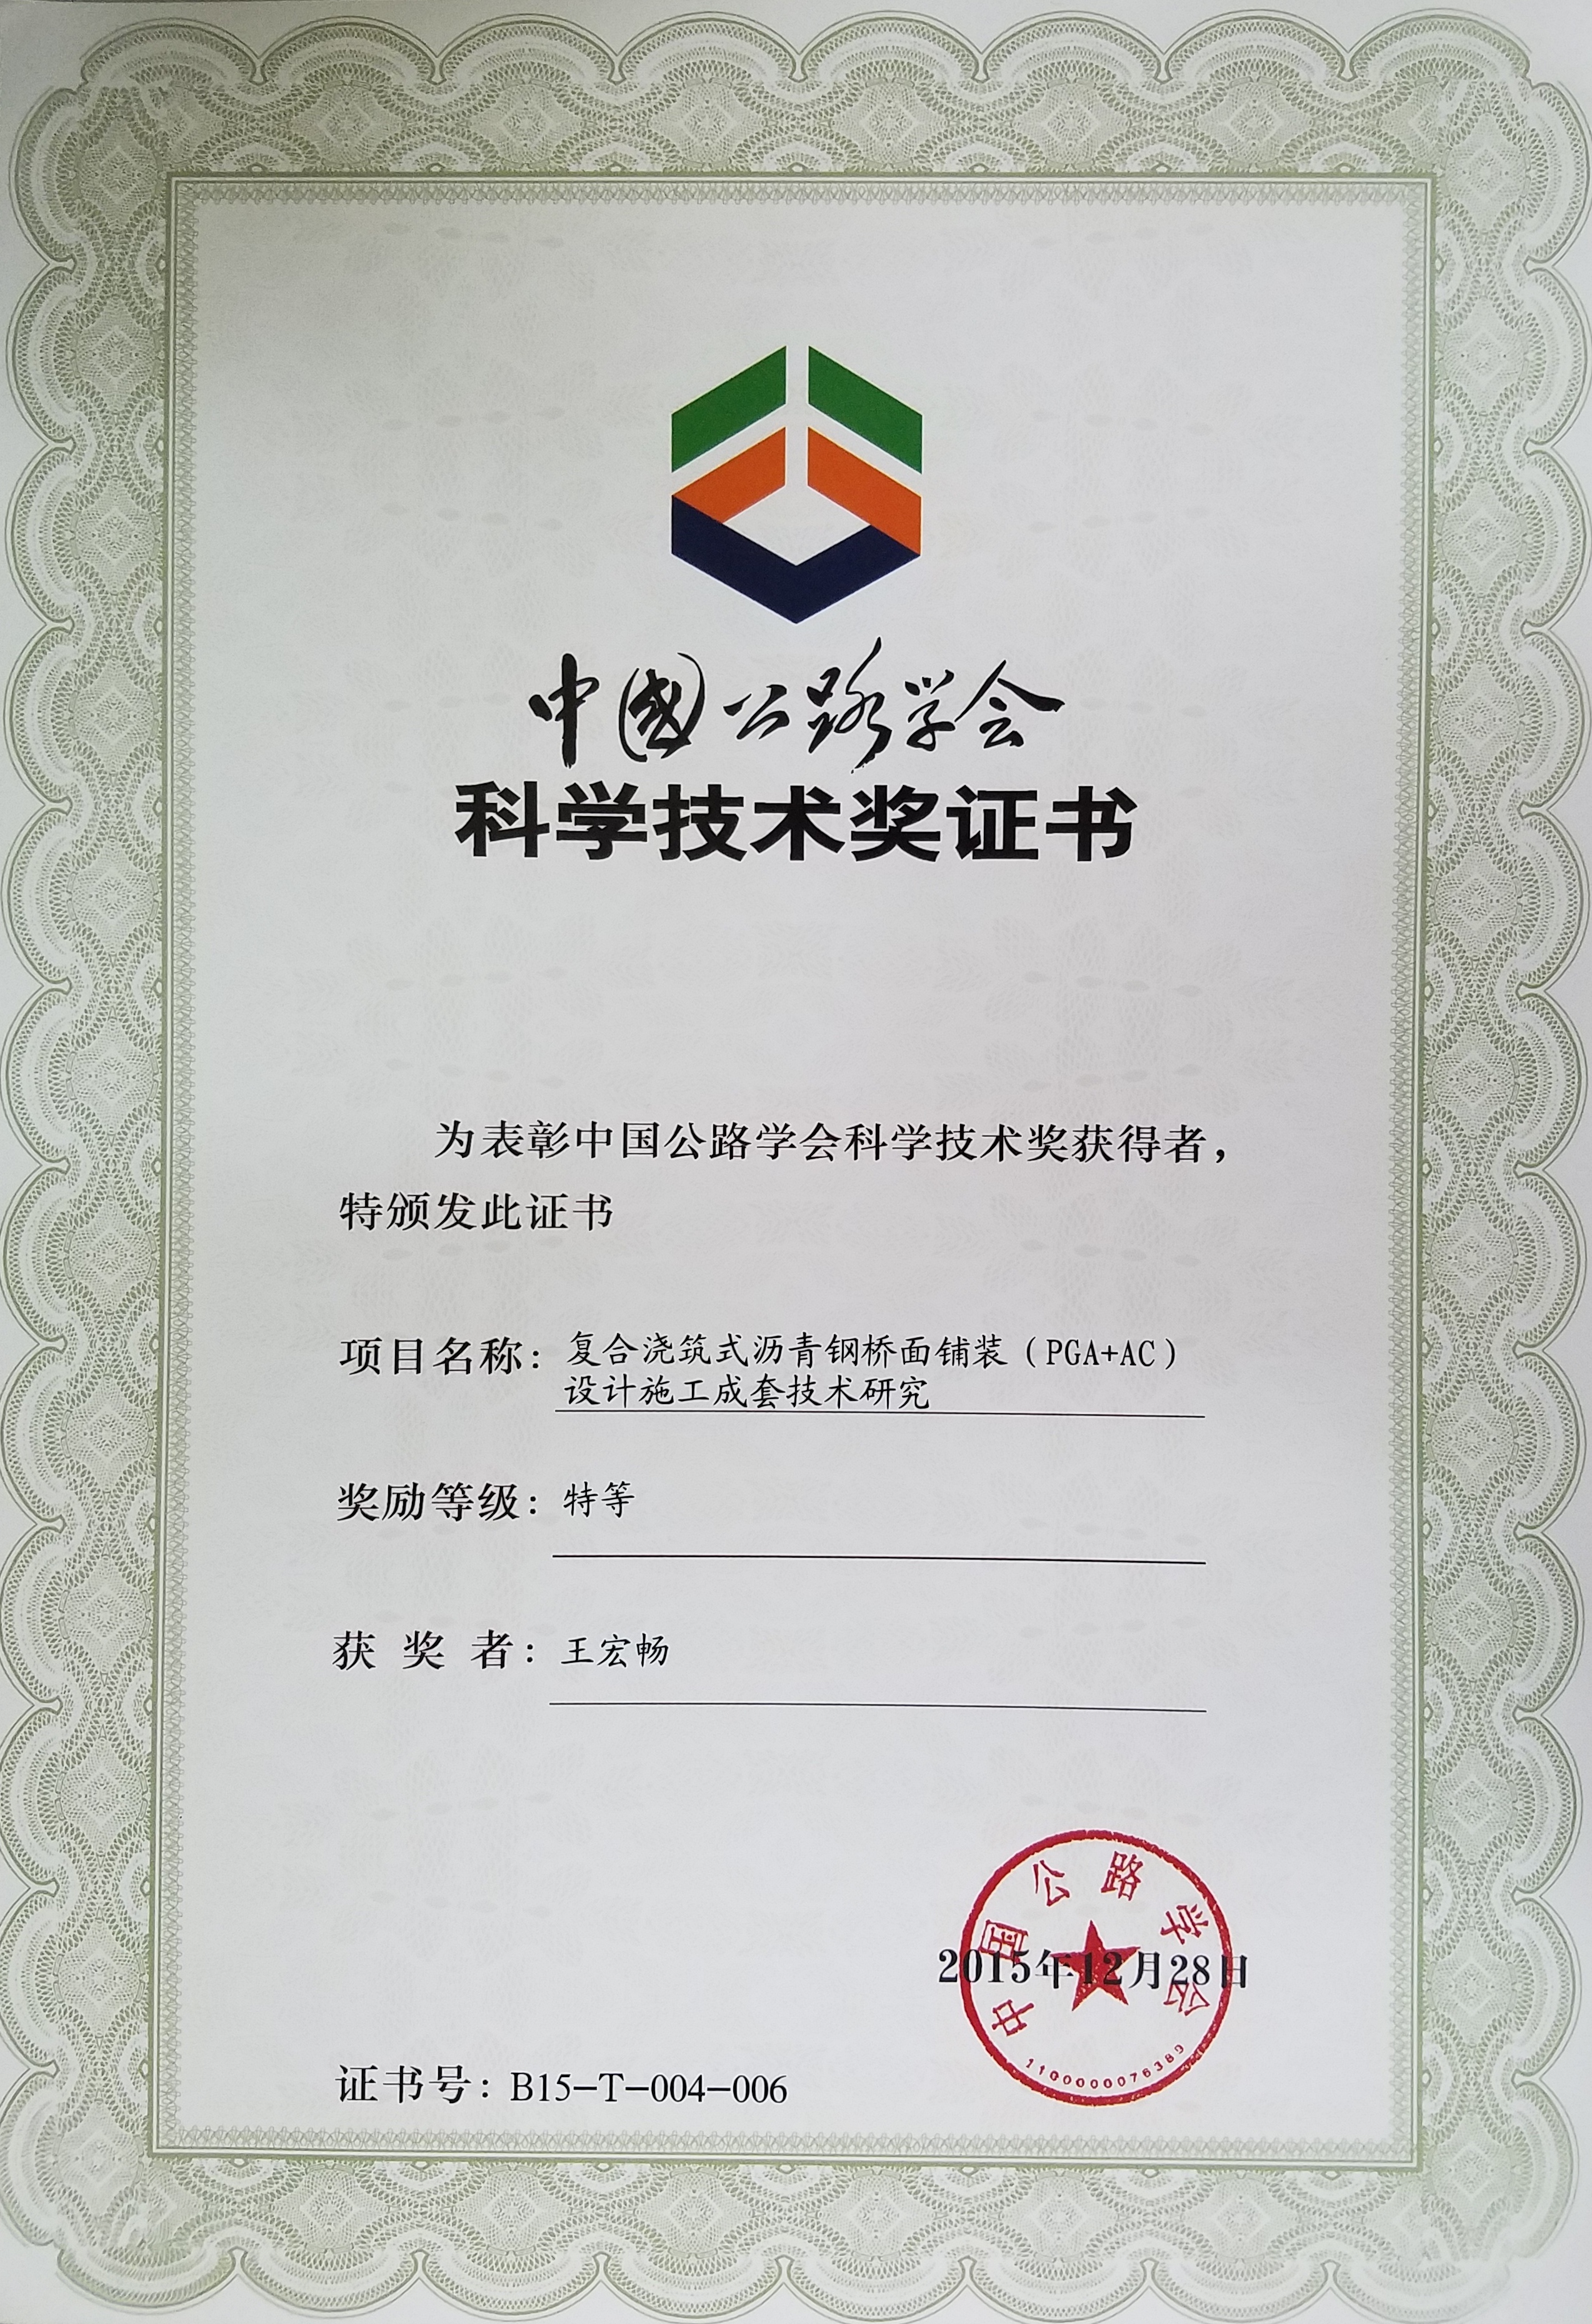 中國公路学会
科学技术奖证书
为表彰中国公路学会科学技术奖获得者，
特颁发此证书
项目名称：复合浇筑式沥青钢桥面铺装（PGA+AC）
设计施工成套技术研究
奖励等级：特等
获奖者：王宏畅
中国公路学会
2015年12月28日
1100000076389
证书号：B15-T-004-006